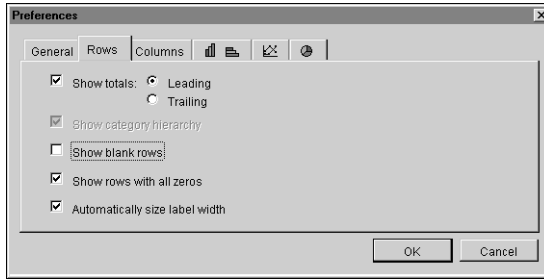 Preferences
General Rows Columns
Show totals: Leading
Trailing
Show category hierarchy
Show blank rows
Show rows with all zeros
Automatically size label width
OK Cancel